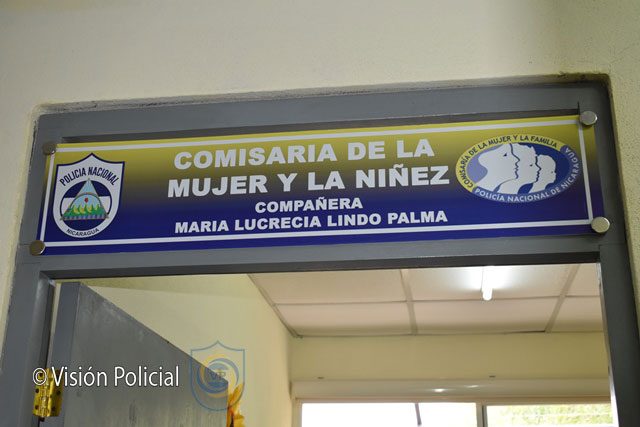 COMISARIA DE LA
MUJER Y LA NIÑEZ
COMPAÑERA
MARIA LUCRECIA LINDO PALMA
POLICIA NACIONAL
NICARAGUA
COMISARÍA DE LA MUJER Y LA FAMILIA
POLICÍA NACIONAL DE NICARAGUA
© Visión Policial
VP